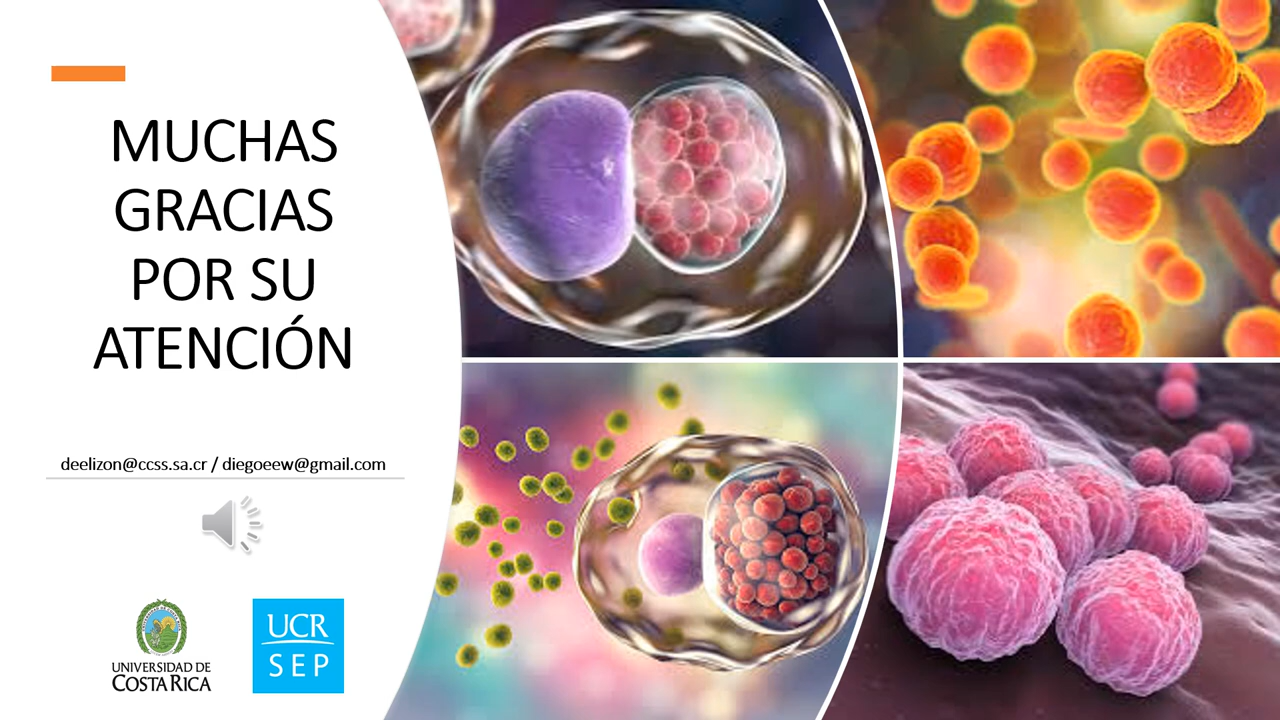 MUCHAS
GRACIAS
POR SU
ATENCIÓN
deelizon@ccss.sa.cr / diegoeew@gmail.com
UNIVERSIDAD DE
COSTA RICA
UCR
SEP